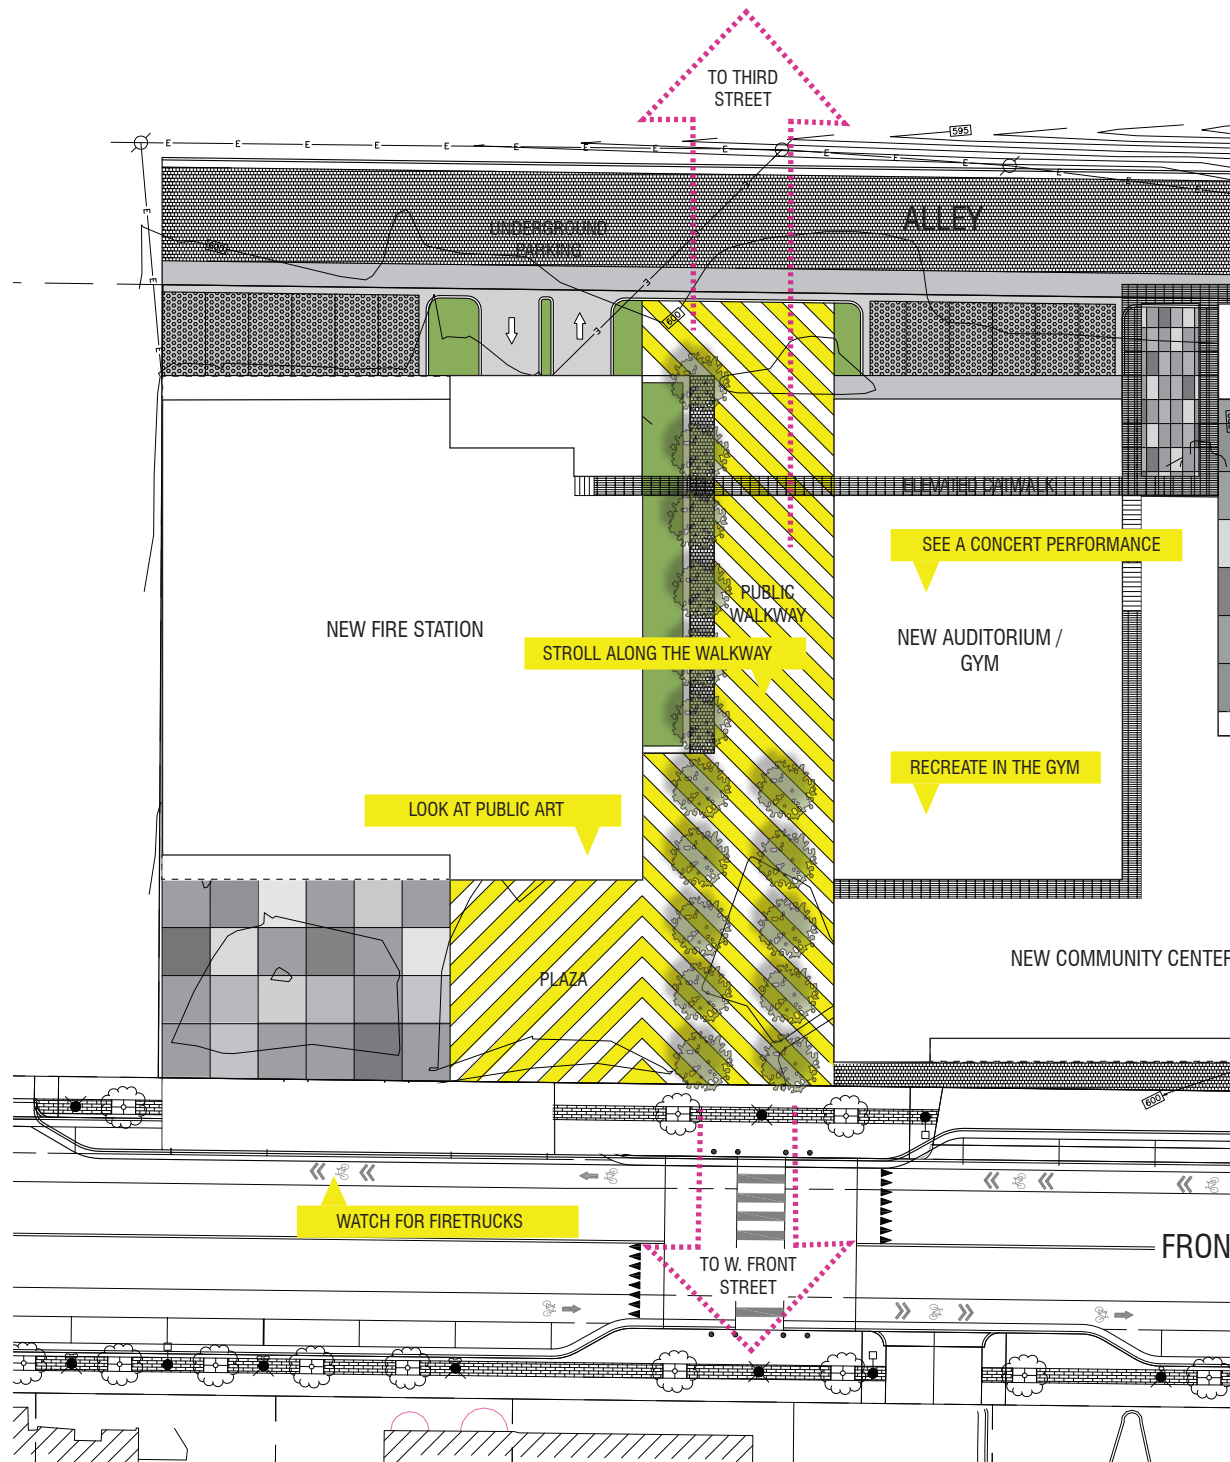 TO THIRD
STREET
595
E E E E E E E E E E E E E E
ALLEY
UNDERGROUND
PARKING
600
600
ELEVATED CATWALK
SEE A CONCERT PERFORMANCE
PUBLIC
WALKWAY
NEW FIRE STATION
NEW AUDITORIUM /
GYM
STROLL ALONG THE WALKWAY
RECREATE IN THE GYM
LOOK AT PUBLIC ART
NEW COMMUNITY CENTER
PLAZA
600
WATCH FOR FIRETRUCKS
TO W. FRONT
STREET
FRON